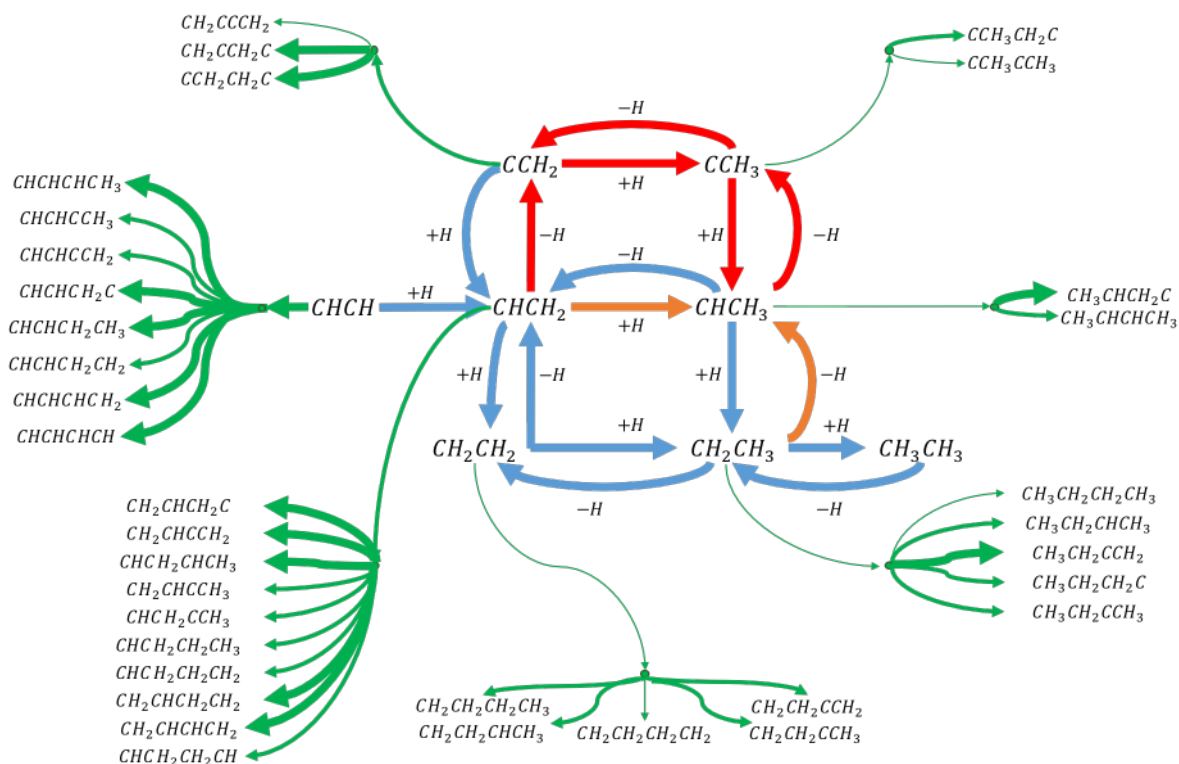 CH₂CCCH₂
CH₂CCH₂C
CCH₂CH₂C
CCH₃CH₂C
CCH₃CCH₃
−H
CCH₂
CCH₃
+H
CHCHCHCH₃
CHCHCCH₃
CHCHCCH₂
CHCHCH₂C
CHCHCH₂CH₃
CHCHCH₂CH₂
CHCHCHCH₂
CHCHCHCH
+H
−H
−H
+H
−H
CHCH
+H
CHCH₂
+H
CHCH₃
CH₃CHCH₂C
CH₃CHCHCH₃
+H
−H
+H
−H
+H
+H
CH₂CH₂
CH₂CH₃
CH₃CH₃
−H
−H
CH₂CHCH₂C
CH₂CHCCH₂
CHCH₂CHCH₃
CH₂CHCCH₃
CHCH₂CCH₃
CHCH₂CH₂CH₃
CHCH₂CH₂CH₂
CH₂CHCH₂CH₂
CH₂CHCHCH₂
CHCH₂CH₂CH
CH₃CH₂CH₂CH₃
CH₃CH₂CHCH₃
CH₃CH₂CCH₂
CH₃CH₂CH₂C
CH₃CH₂CCH₃
CH₂CH₂CH₂CH₃
CH₂CH₂CHCH₃
CH₂CH₂CH₂CH₂
CH₂CH₂CCH₂
CH₂CH₂CCH₃